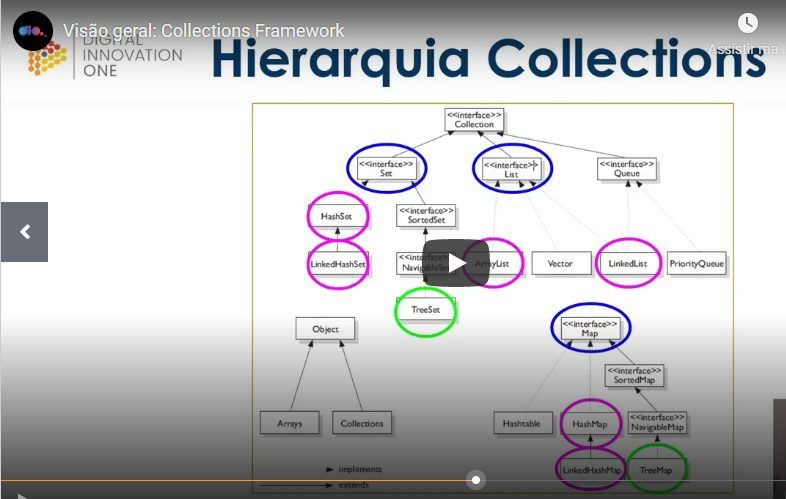 Visão geral: Collections Framework
DIGITAL
INNOVATION
ONE
Hierarquia Collections
Assistir ma...
<<interface>>
Collection
<<interface>>
Set
<<interface>>
List
<<interface>>
Queue
HashSet
<<interface>>
SortedSet
LinkedHashSet
<<interface>>
NavigableSet
ArrayList
Vector
LinkedList
PriorityQueue
TreeSet
Object
<<interface>>
Map
<<interface>>
SortedMap
Arrays
Collections
Hashtable
HashMap
<<interface>>
NavigableMap
LinkedHashMap
TreeMap
implements
extends